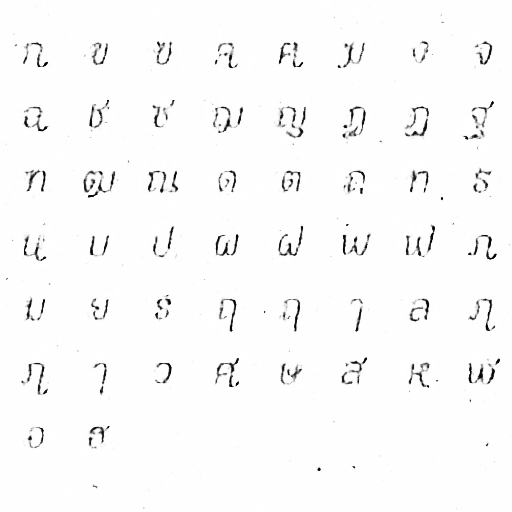 ก ข ฃ ค ฅ ฆ ง จ
ฉ ช ซ ฌ ญ ฎ ฏ ฐ
ฑ ฒ ณ ด ต ถ ท ธ
น บ ป ผ ฝ พ ฟ ภ
ม ย ร ฤ ฤ ๅ ล ฦ
ฦ ๅ ว ศ ษ ส ห ฬ
อ ฮ